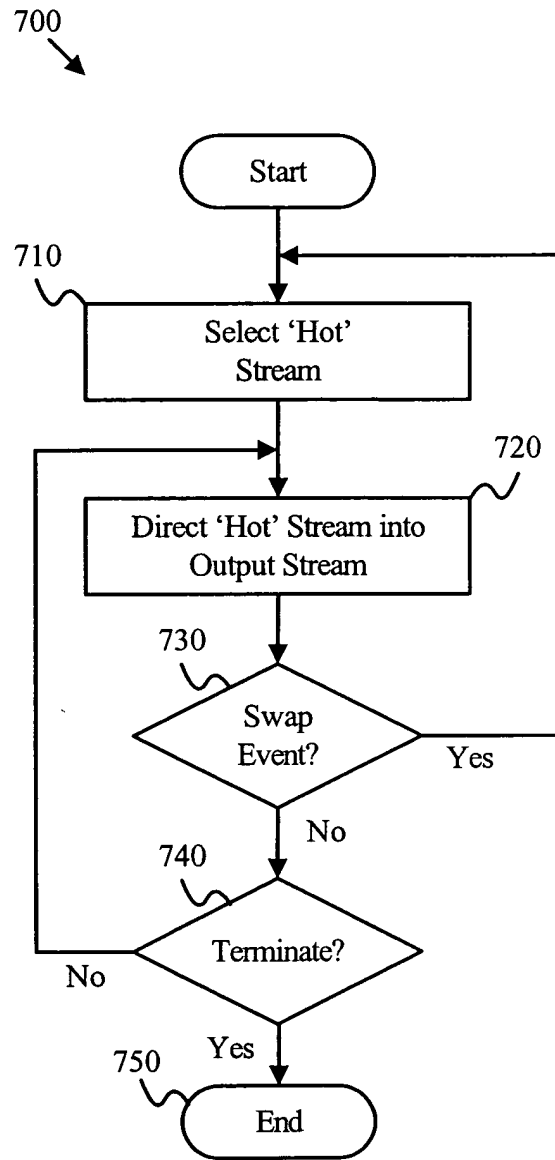 700
Start
710
Select ‘Hot’
Stream
720
Direct ‘Hot’ Stream into
Output Stream
730
Swap
Event?
Yes
No
740
Terminate?
No
Yes
750
End